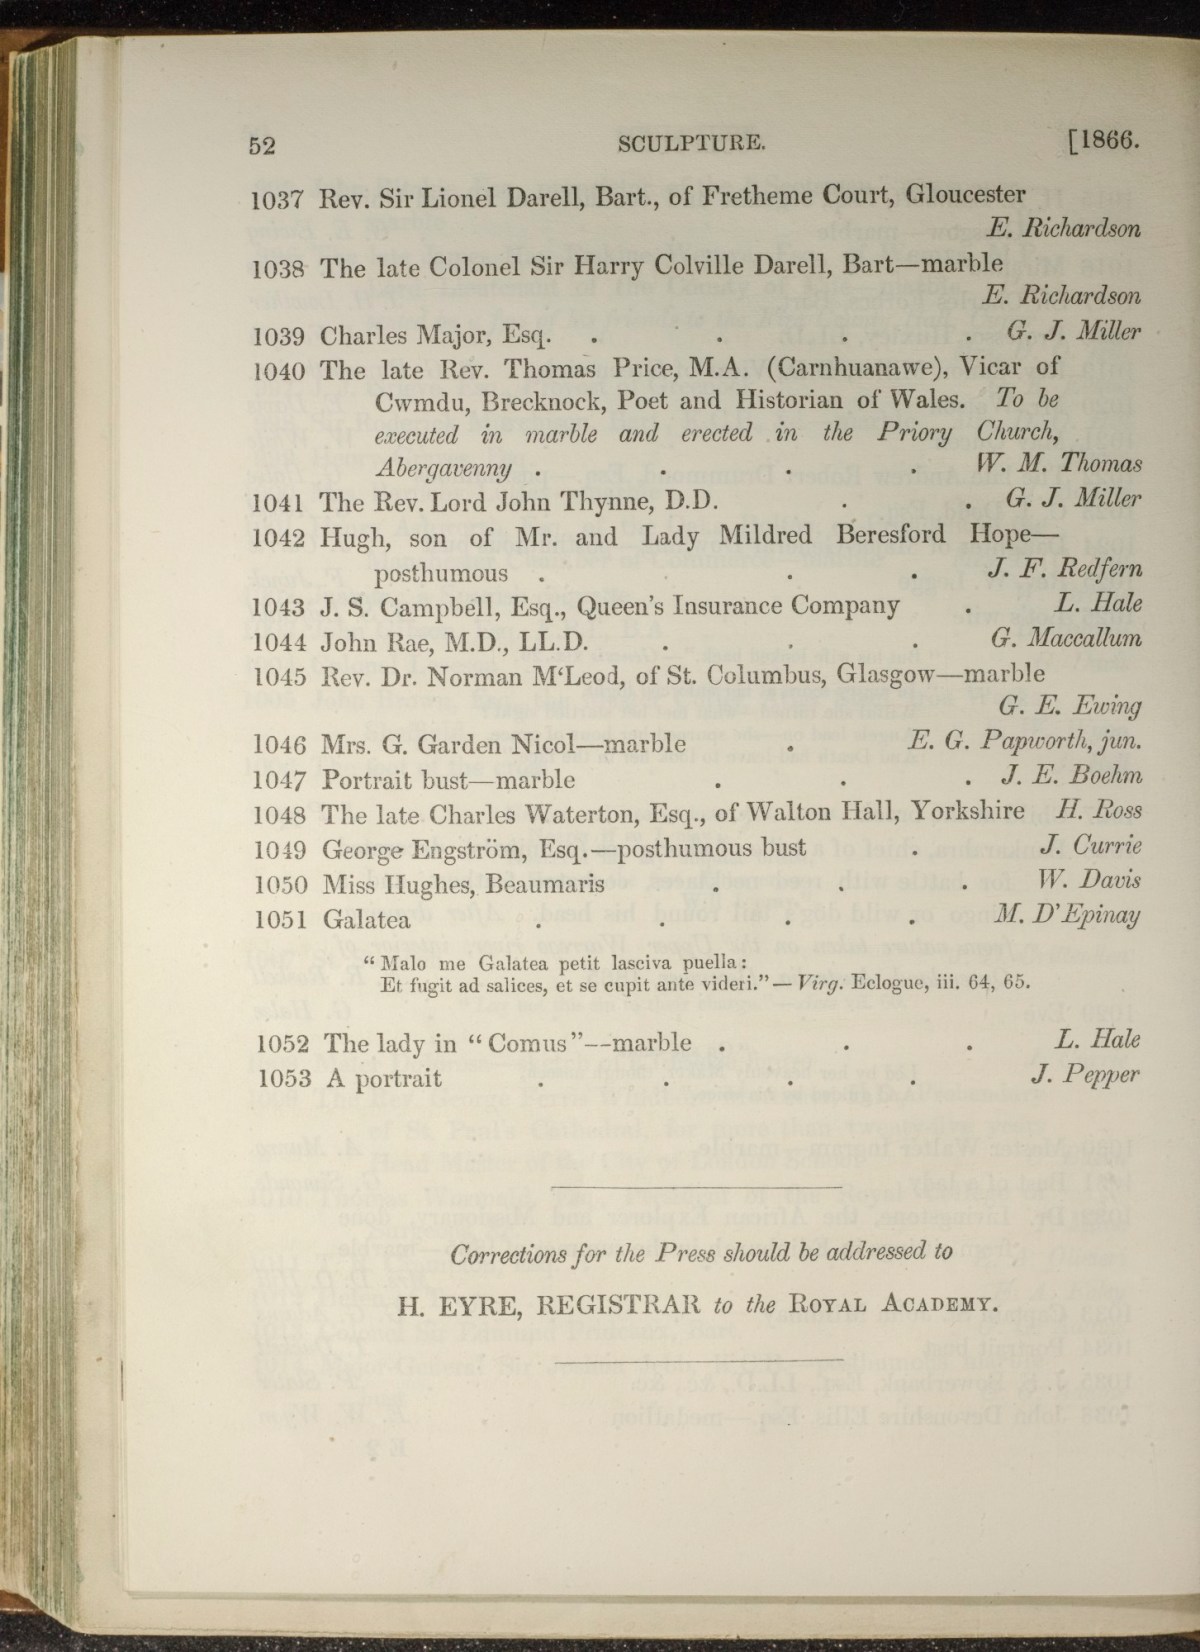 52 SCULPTURE. [1866.
1037 Rev. Sir Lionel Darell, Bart., of Fretheme Court, Gloucester
E. Richardson
1038 The late Colonel Sir Harry Colville Darell, Bart—marble
E. Richardson
1039 Charles Major, Esq. . . . . G. J. Miller
1040 The late Rev. Thomas Price, M.A. (Carnhuanawe), Vicar of
Cwmdu, Brecknock, Poet and Historian of Wales. To be
executed in marble and erected in the Priory Church,
Abergavenny . . . . W. M. Thomas
1041 The Rev. Lord John Thynne, D.D. . . G. J. Miller
1042 Hugh, son of Mr. and Lady Mildred Beresford Hope—
posthumous . . . J. F. Redfern
1043 J. S. Campbell, Esq., Queen's Insurance Company . L. Hale
1044 John Rae, M.D., LL.D. . . . G. Maccallum
1045 Rev. Dr. Norman M'Leod, of St. Columbus, Glasgow—marble
G. E. Ewing
1046 Mrs. G. Garden Nicol—marble . E. G. Papworth, jun.
1047 Portrait bust—marble . . . J. E. Boehm
1048 The late Charles Waterton, Esq., of Walton Hall, Yorkshire H. Ross
1049 George Engström, Esq.—posthumous bust . J. Currie
1050 Miss Hughes, Beaumaris . . . W. Davis
1051 Galatea . . . . M. D'Epinay
"Malo me Galatea petit lasciva puella:
Et fugit ad salices, et se cupit ante videri."—Virg. Eclogue, iii. 64, 65.
1052 The lady in "Comus"—marble . . . L. Hale
1053 A portrait . . . . J. Pepper
Corrections for the Press should be addressed to
H. EYRE, REGISTRAR to the ROYAL ACADEMY.